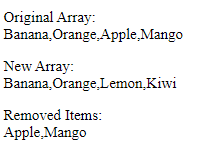 Original Array:
Banana,Orange,Apple,Mango
New Array:
Banana,Orange,Lemon,Kiwi
Removed Items:
Apple,Mango